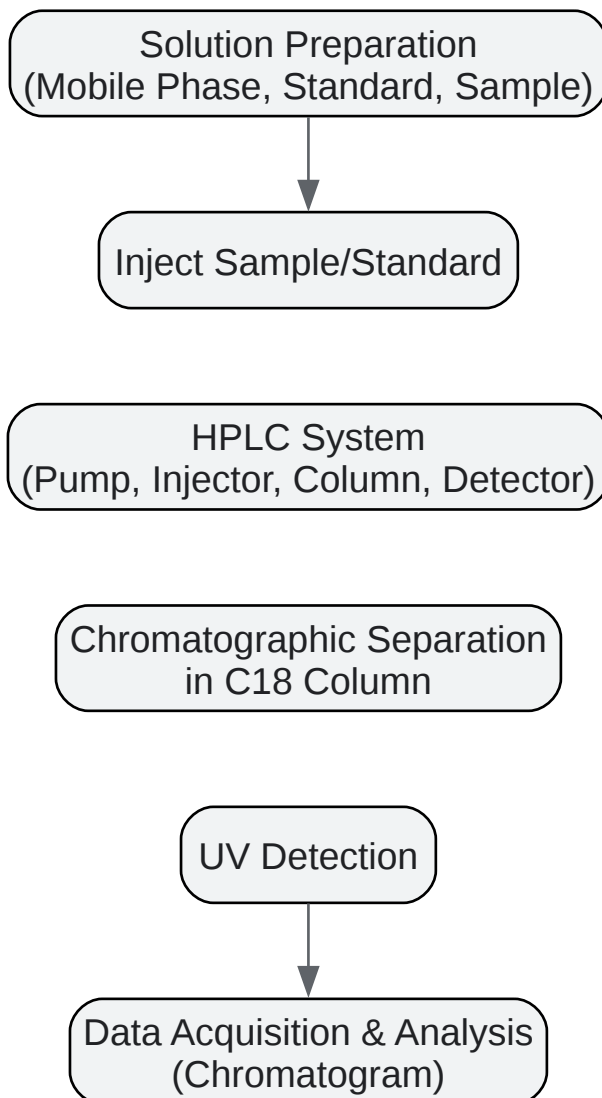 Solution Preparation
(Mobile Phase, Standard, Sample)
Inject Sample/Standard
HPLC System
(Pump, Injector, Column, Detector)
Chromatographic Separation
in C18 Column
UV Detection
Data Acquisition & Analysis
(Chromatogram)